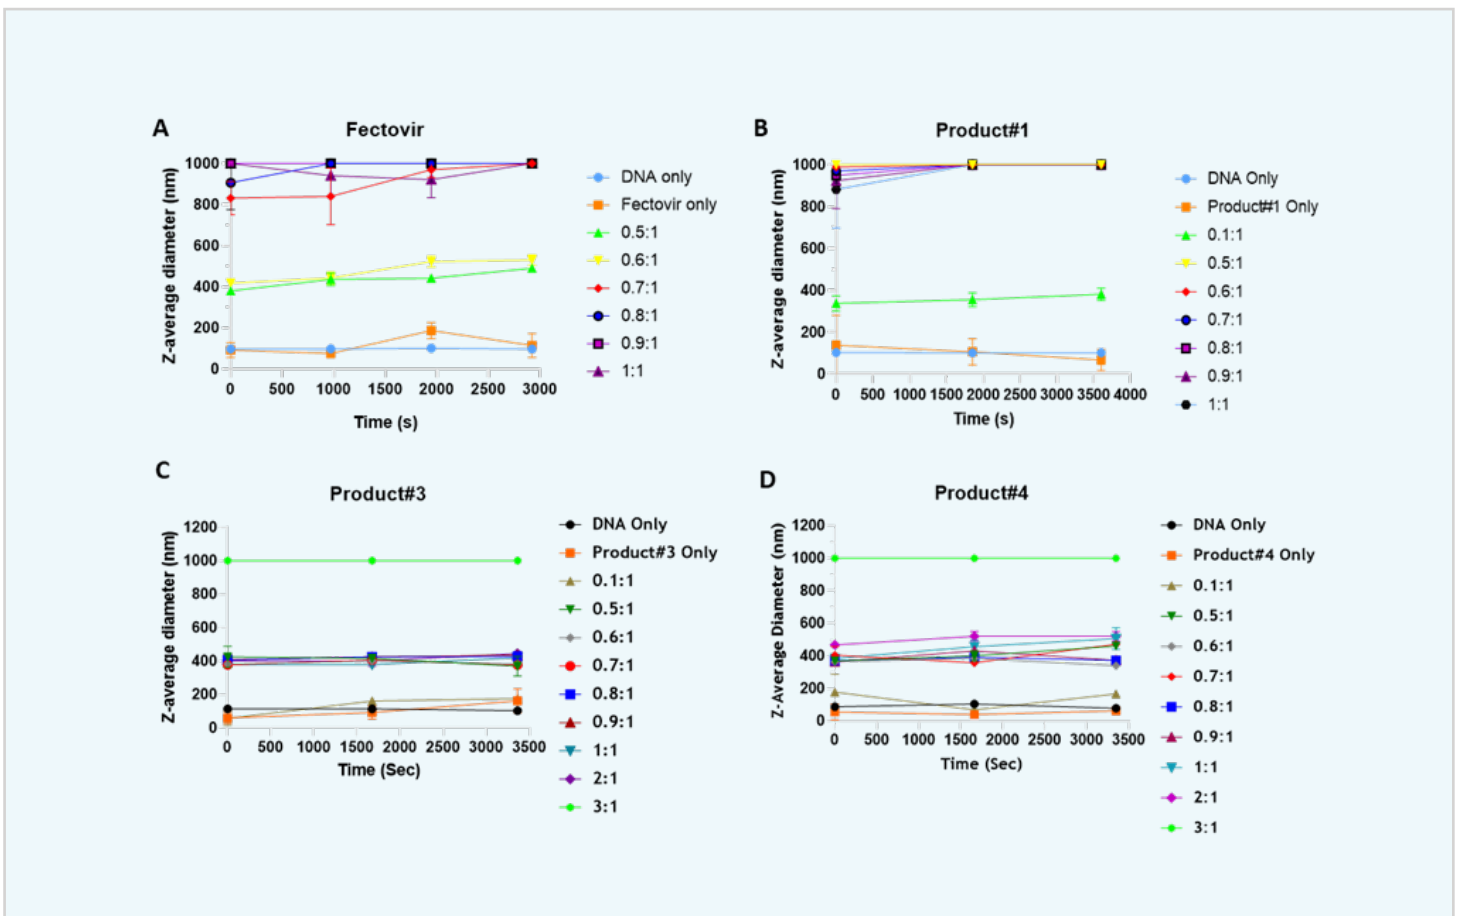 A
Fectovir
Z-average diameter (nm)
1000
800
600
400
200
0
0 500 1000 1500 2000 2500 3000
Time (s)
DNA only
Fectovir only
0.5:1
0.6:1
0.7:1
0.8:1
0.9:1
1:1
B
Product#1
Z-average diameter (nm)
1000
800
600
400
200
0
0 500 1000 1500 2000 2500 3000 3500 4000
Time (s)
DNA Only
Product#1 Only
0.1:1
0.5:1
0.6:1
0.7:1
0.8:1
0.9:1
1:1
C
Product#3
Z-average diameter (nm)
1200
1000
800
600
400
200
0
0 500 1000 1500 2000 2500 3000 3500
Time (Sec)
DNA Only
Product#3 Only
0.1:1
0.5:1
0.6:1
0.7:1
0.8:1
0.9:1
1:1
2:1
3:1
D
Product#4
Z-Average Diameter (nm)
1200
1000
800
600
400
200
0
0 500 1000 1500 2000 2500 3000 3500
Time (Sec)
DNA Only
Product#4 Only
0.1:1
0.5:1
0.6:1
0.7:1
0.8:1
0.9:1
1:1
2:1
3:1